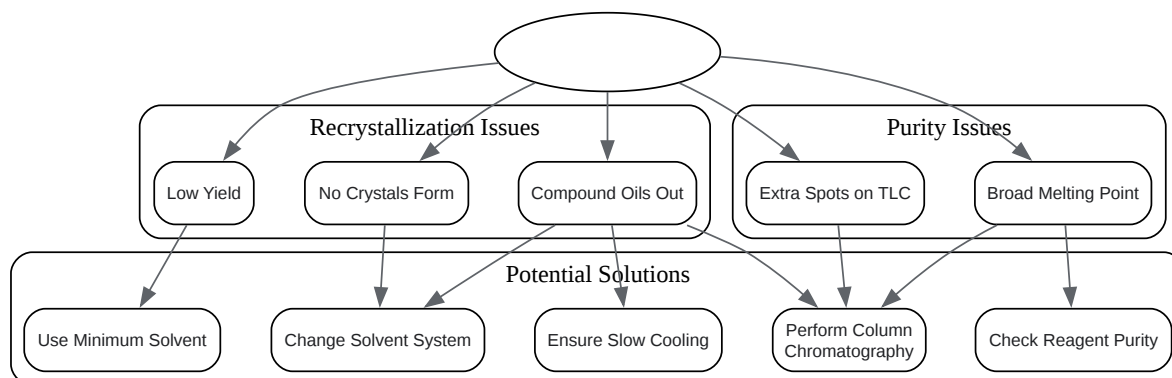 Recrystallization Issues
Purity Issues
Low Yield
No Crystals Form
Compound Oils Out
Extra Spots on TLC
Broad Melting Point
Potential Solutions
Use Minimum Solvent
Change Solvent System
Ensure Slow Cooling
Perform Column
Chromatography
Check Reagent Purity